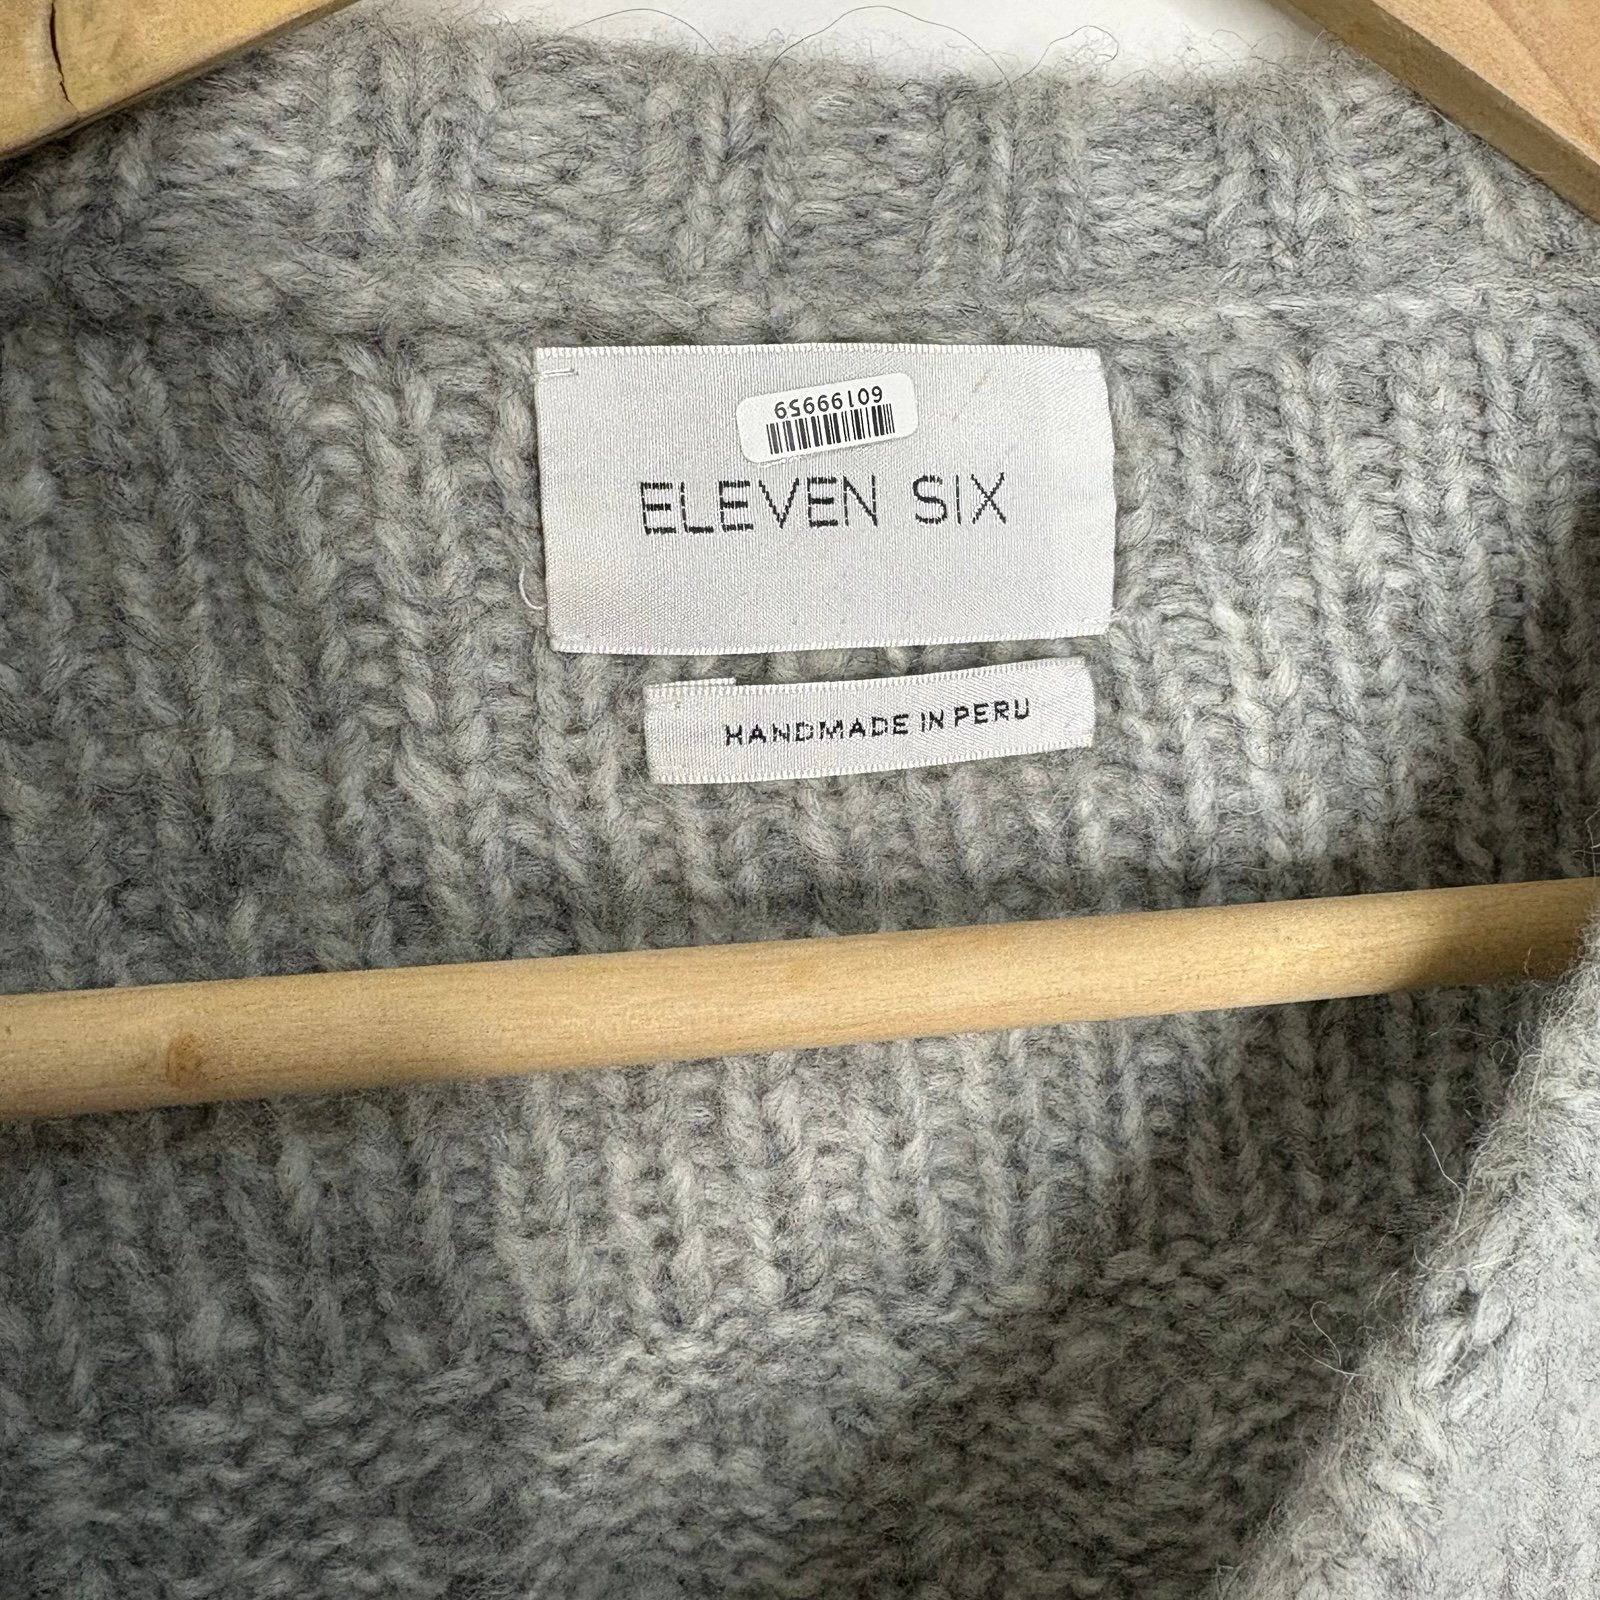 60199959
ELEVEN SIX
HANDMADE IN PERU